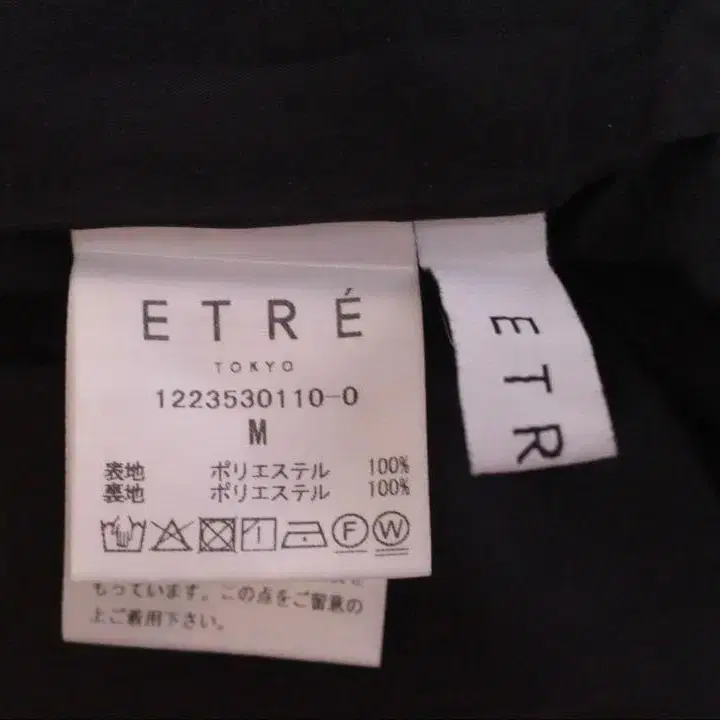 ETRÉ
TOKYO
1223530110-0
M
表地 ポリエステル 100%
裏地 ポリエステル 100%
F W
もっています。この点をご留意の
上ご着用下さい。
ETR